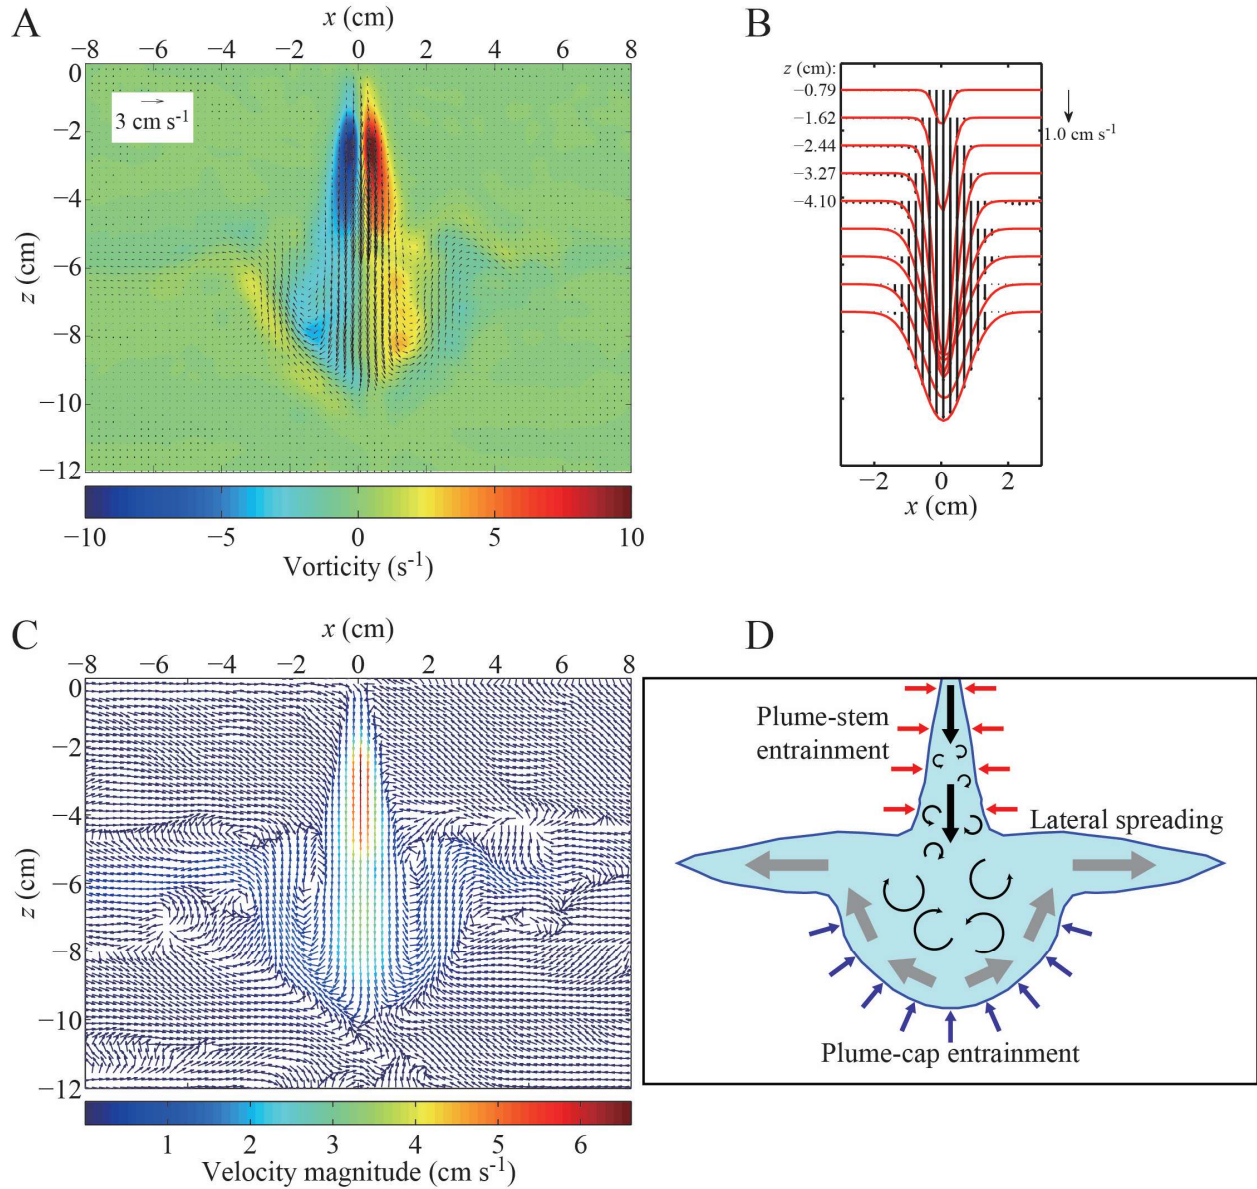 A
x (cm)
−8 −6 −4 −2 0 2 4 6 8
0
−2
−4
−6
−8
−10
−12
z (cm)
3 cm s-1
−10 −5 0 5 10
Vorticity (s-1)
B
z (cm):
−0.79
−1.62
−2.44
−3.27
−4.10
1.0 cm s-1
−2 0 2
x (cm)
C
x (cm)
−8 −6 −4 −2 0 2 4 6 8
0
−2
−4
−6
−8
−10
−12
z (cm)
1 2 3 4 5 6
Velocity magnitude (cm s-1)
D
Plume-stem
entrainment
Lateral spreading
Plume-cap entrainment